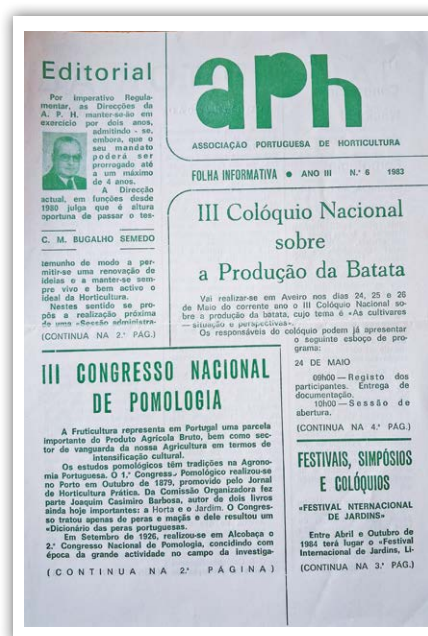 Editorial
Por Imperativo Regula-
mentar, as Direcções da
A. P. H. manter-se-ão em
exercício por dois anos,
admitindo - se,
embora, que o
seu mandato
poderá ser
prorrogado até
a um máximo
de 4 anos.
A Direcção
actual, em funções desde
1980 julga que é altura
oportuna de passar o tes-
C. M. BUGALHO SEMEDO
temunho de modo a per-
mitir-se uma renovação de
ideias e a manter-se sem-
pre vivo e bem activo o
ideal da Horticultura.
Nestes sentido se pro-
põs a realização próxima
de uma «Sessão administra-
(CONTINUA NA 2.ª PÁG.)
aph
ASSOCIAÇÃO PORTUGUESA DE HORTICULTURA
FOLHA INFORMATIVA ● ANO III N.º 6 1983
III Colóquio Nacional
sobre
a Produção da Batata
Vai realizar-se em Aveiro nos dias 24, 25 e 26
de Maio do corrente ano o III Colóquio Nacional so-
bre a produção da batata, cujo tema é «As cultivares
— situação e perspectivas».
Os responsáveis do colóquio podem já apresentar
o seguinte esboço de pro-
grama:
24 DE MAIO
09h00 — Registo dos
participantes. Entrega de
documentação.
10h00 — Sessão de
abertura.
(CONTINUA NA 4.ª PÁG.)
III CONGRESSO NACIONAL
DE POMOLOGIA
A Fruticultura representa em Portugal uma parcela
importante do Produto Agrícola Bruto, bem como sec-
tor de vanguarda da nossa Agricultura em termos de
intensificação cultural.
Os estudos pomológicos têm tradições na Agrono-
mia Portuguesa. O 1.º Congresso Pomológico realizou-se
no Porto em Outubro de 1879, promovido pelo Jornal
de Horticultura Prática. Da Comissão Organizadora fez
parte Joaquim Casimiro Barbosa, autor de dois livros
ainda hoje importantes: a Horta e o Jardim. O Congres-
so tratou apenas de peras e maçãs e dele resultou um
«Dicionário das peras portuguesas.
Em Setembro de 1926, realizou-se em Alcobaça o
2.º Congresso Nacional de Pomologia, concidindo com
época da grande actividade no campo da investiga-
(CONTINUA NA 2.ª PÁGINA)
FESTIVAIS, SIMPÓSIOS
E COLÓQUIOS
«FESTIVAL INTERNACIONAL
DE JARDINS»
Entre Abril e Outubro de
1984 terá lugar o «Festival
Internacional de Jardins, Li-
(CONTINUA NA 3.ª PÁG.)